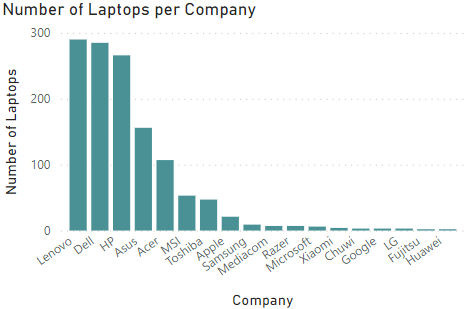 Number of Laptops per Company
Number of Laptops
300
200
100
0
Lenovo
Dell
HP
Asus
Acer
MSI
Toshiba
Apple
Samsung
Mediacom
Razer
Microsoft
Xiaomi
Chuwi
Google
LG
Fujitsu
Huawei
Company